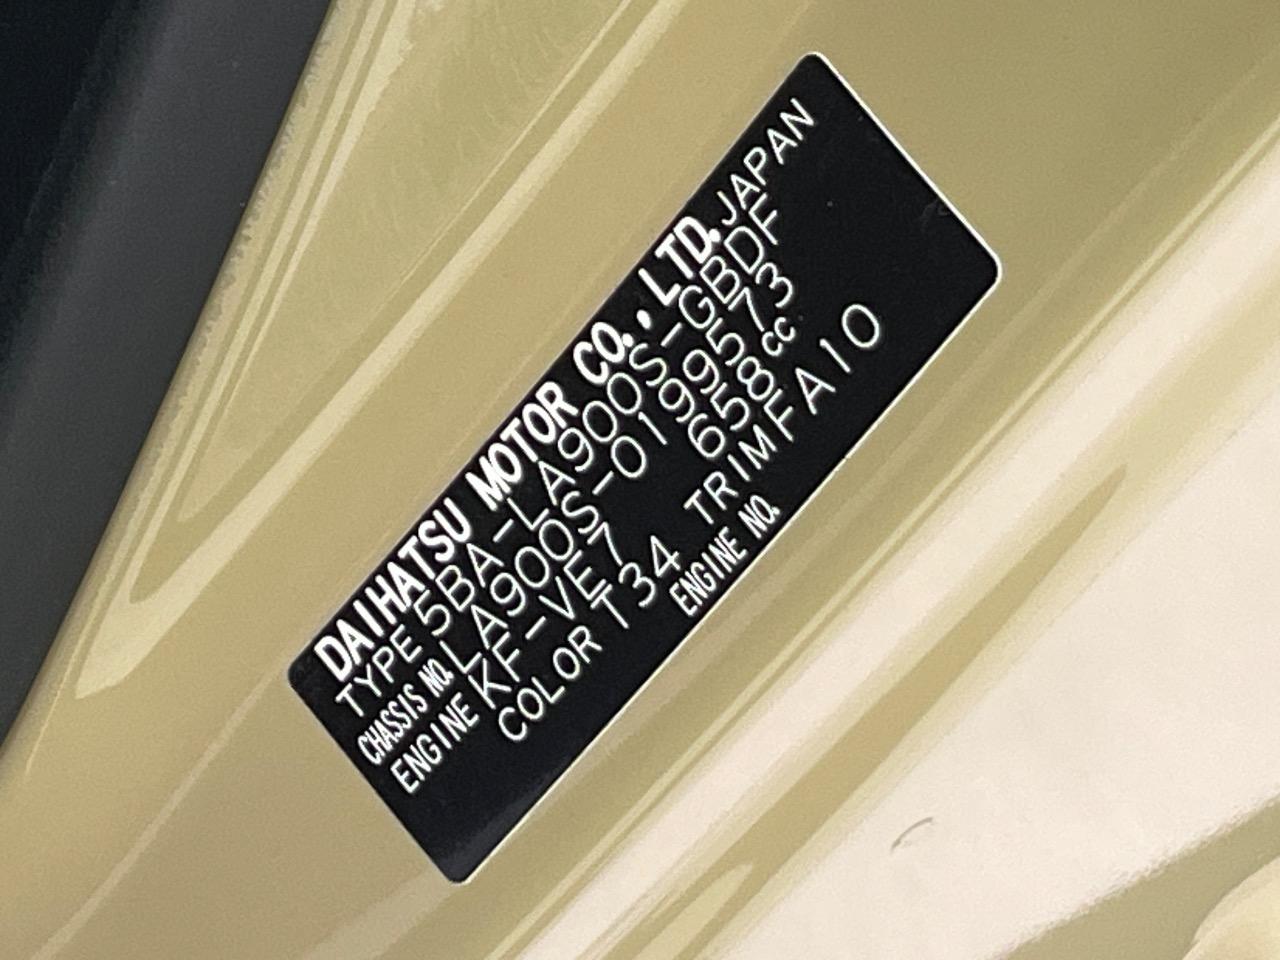 DAIHATSU MOTOR CO., LTD. JAPAN
TYPE 5BA-LA900S-GBDF
CHASSIS NO. LA900S-0199573
ENGINE KF-VE7 658cc
COLOR T34 TRIM FA10
ENGINE NO.